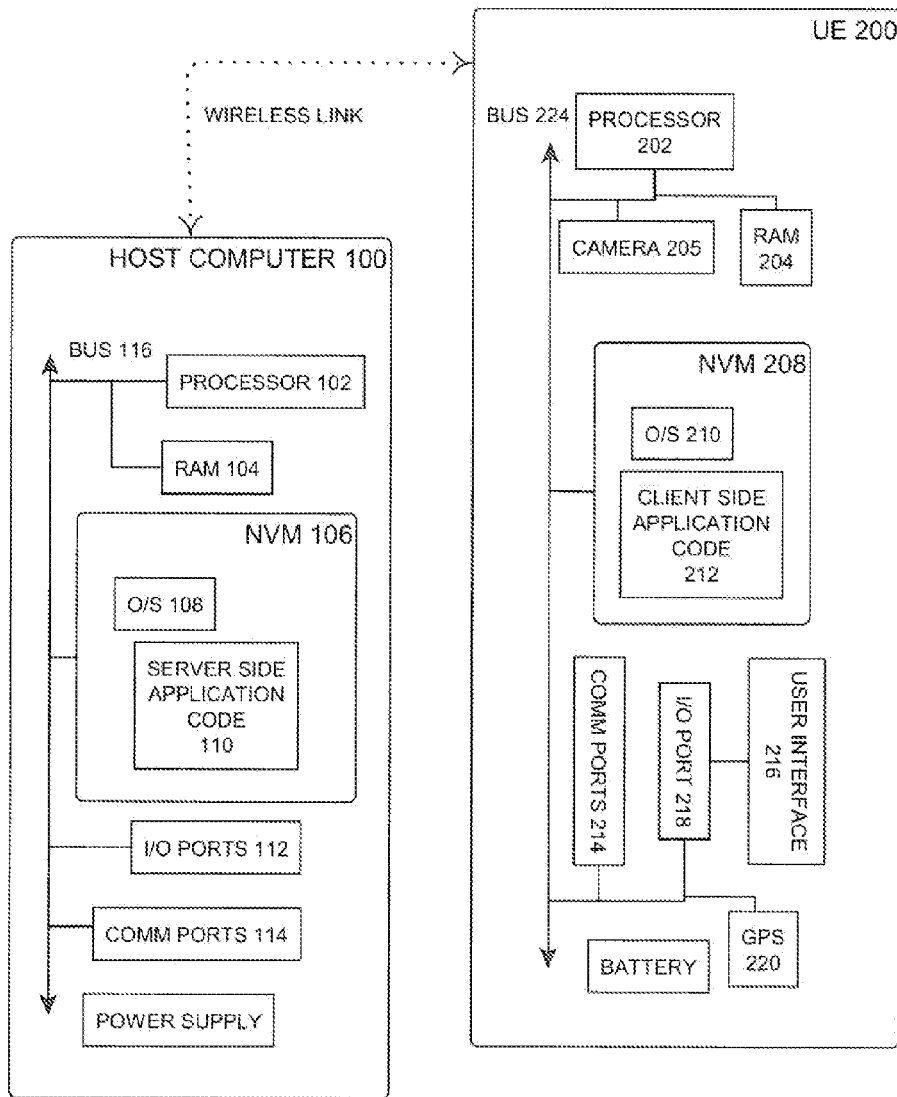 UE 200
WIRELESS LINK
BUS 224
PROCESSOR
202
CAMERA 205
RAM
204
HOST COMPUTER 100
BUS 116
PROCESSOR 102
RAM 104
NVM 106
O/S 108
SERVER SIDE
APPLICATION
CODE
110
I/O PORTS 112
COMM PORTS 114
POWER SUPPLY
NVM 208
O/S 210
CLIENT SIDE
APPLICATION
CODE
212
COMM PORTS 214
I/O PORT 218
USER INTERFACE
216
BATTERY
GPS
220